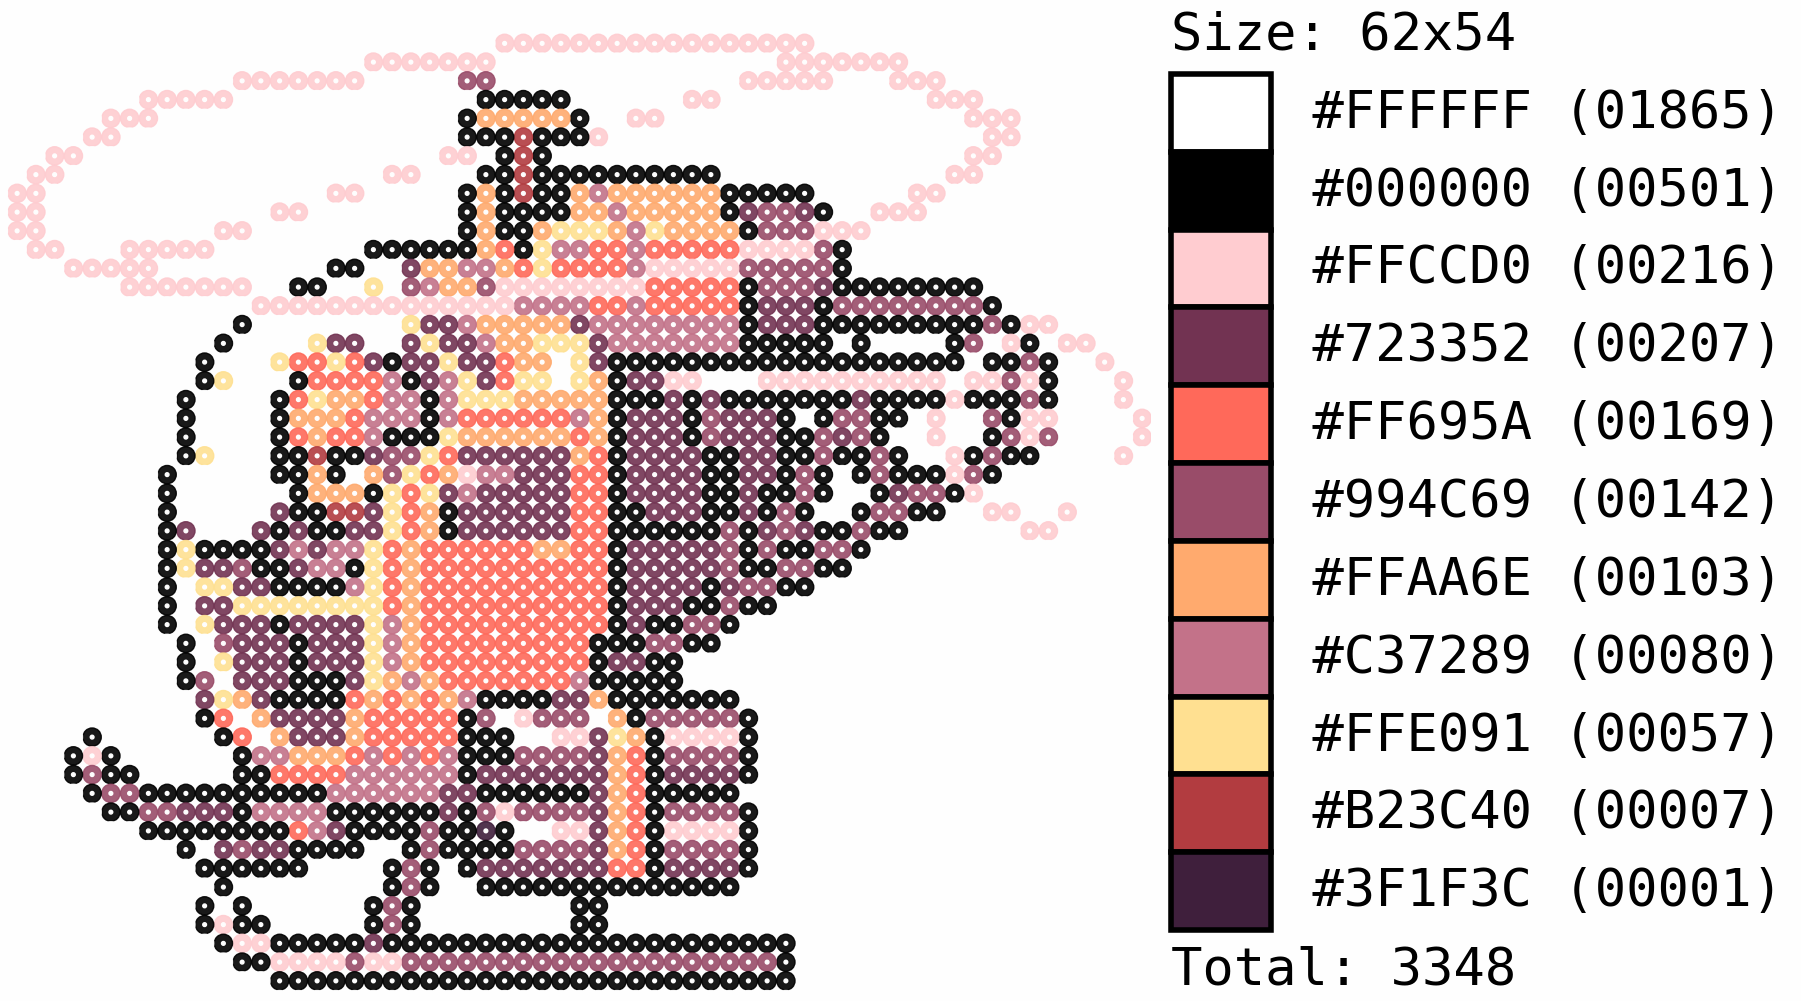 Size: 62x54
#FFFFFF (01865)
#000000 (00501)
#FFCCD0 (00216)
#723352 (00207)
#FF695A (00169)
#994C69 (00142)
#FFAA6E (00103)
#C37289 (00080)
#FFE091 (00057)
#B23C40 (00007)
#3F1F3C (00001)
Total: 3348